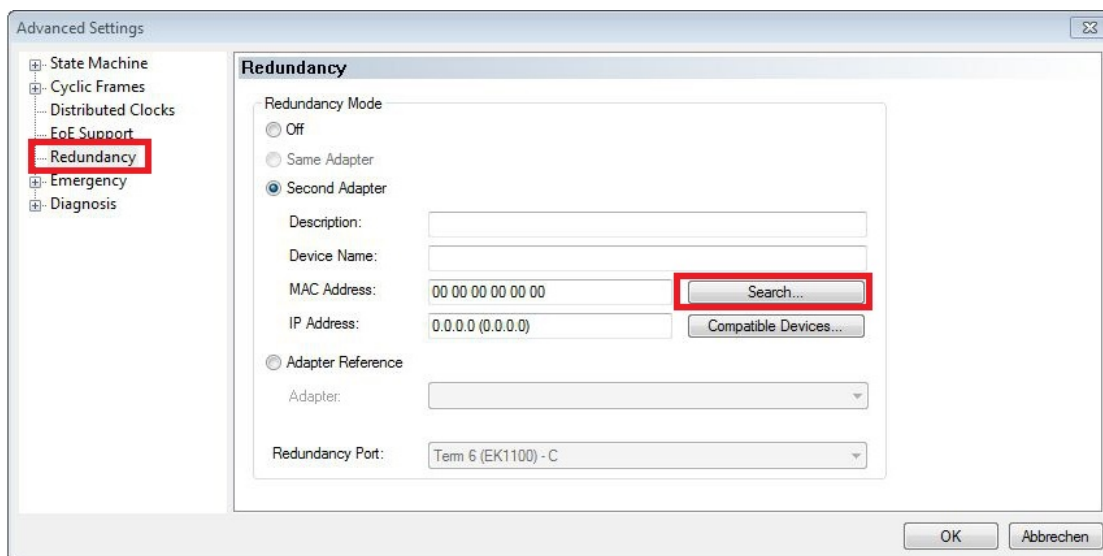 Advanced Settings
State Machine
Cyclic Frames
Distributed Clocks
EoE Support
Redundancy
Emergency
Diagnosis
Redundancy
Redundancy Mode
Off
Same Adapter
Second Adapter
Description:
Device Name:
MAC Address: 00 00 00 00 00 00 Search...
IP Address: 0.0.0.0 (0.0.0.0) Compatible Devices...
Adapter Reference
Adapter:
Redundancy Port: Term 6 (EK1100) - C
OK Abbrechen